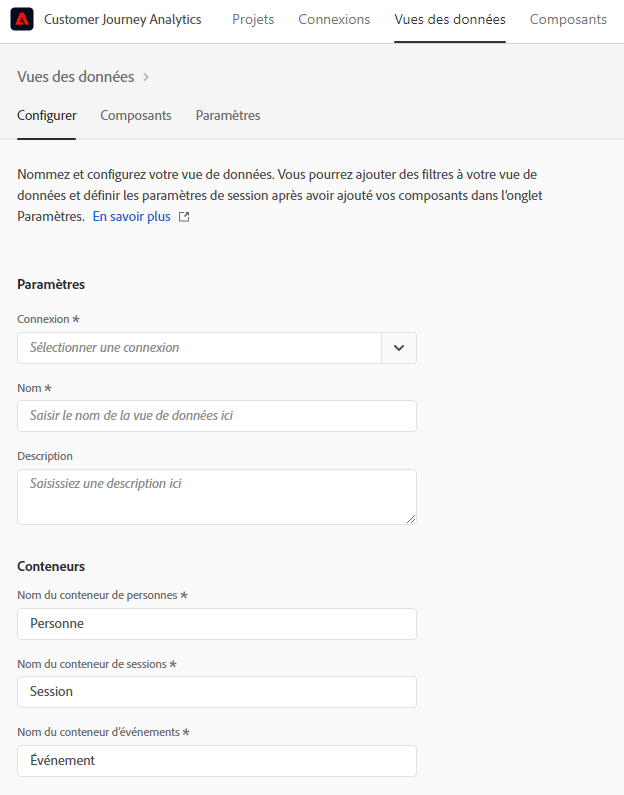 Customer Journey Analytics Projets Connexions Vues des données Composants
Vues des données
Configurer Composants Paramètres
Nommez et configurez votre vue de données. Vous pourrez ajouter des filtres à votre vue de
données et définir les paramètres de session après avoir ajouté vos composants dans l'onglet
Paramètres. En savoir plus
Paramètres
Connexion *
Sélectionner une connexion
Nom *
Saisir le nom de la vue de données ici
Description
Saisissiez une description ici
Conteneurs
Nom du conteneur de personnes *
Personne
Nom du conteneur de sessions *
Session
Nom du conteneur d'événements *
Événement